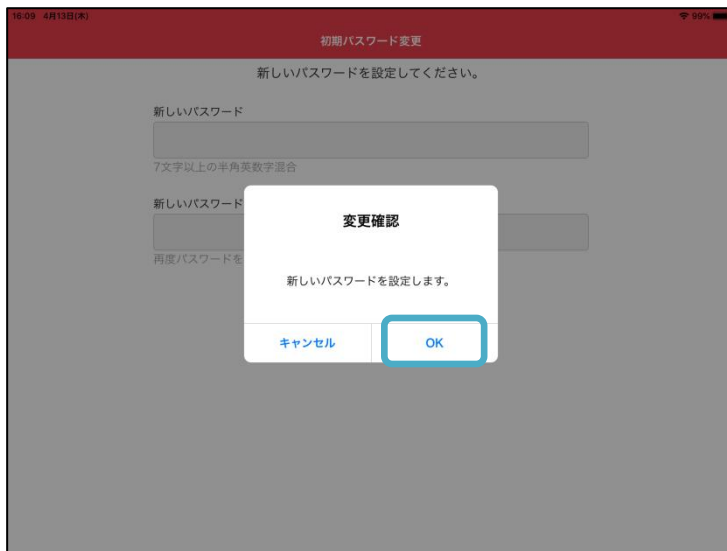 16:09 4月13日(木)
99%
初期パスワード変更
新しいパスワードを設定してください。
新しいパスワード
7文字以上の半角英数字混合
新しいパスワード
再度パスワードを
変更確認
新しいパスワードを設定します。
キャンセル
OK